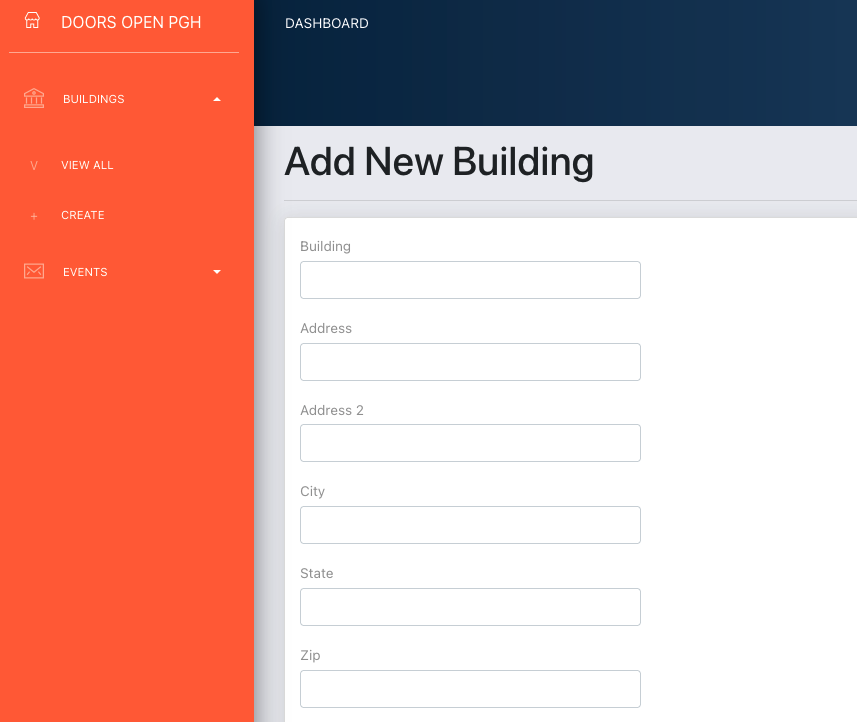 DOORS OPEN PGH
BUILDINGS
V VIEW ALL
+ CREATE
EVENTS
DASHBOARD
Add New Building
Building
Address
Address 2
City
State
Zip